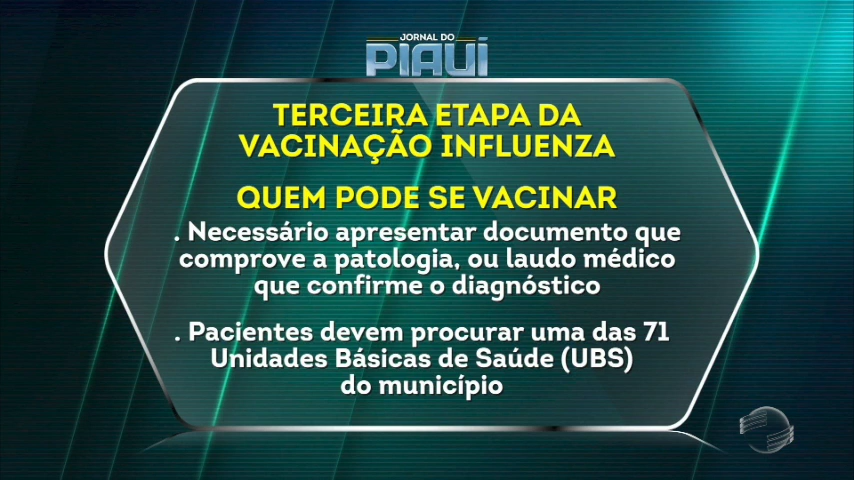 JORNAL DO
PIAUÍ
TERCEIRA ETAPA DA
VACINAÇÃO INFLUENZA
QUEM PODE SE VACINAR
. Necessário apresentar documento que
comprove a patologia, ou laudo médico
que confirme o diagnóstico
. Pacientes devem procurar uma das 71
Unidades Básicas de Saúde (UBS)
do município